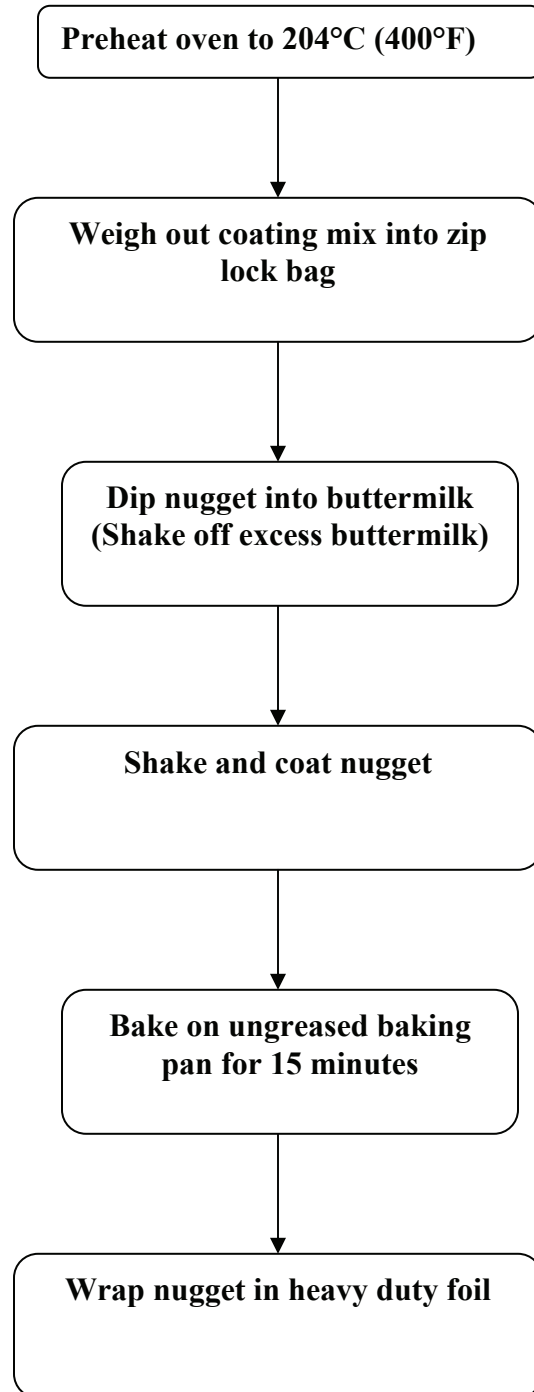 Preheat oven to 204°C (400°F)
Weigh out coating mix into zip
lock bag
Dip nugget into buttermilk
(Shake off excess buttermilk)
Shake and coat nugget
Bake on ungreased baking
pan for 15 minutes
Wrap nugget in heavy duty foil